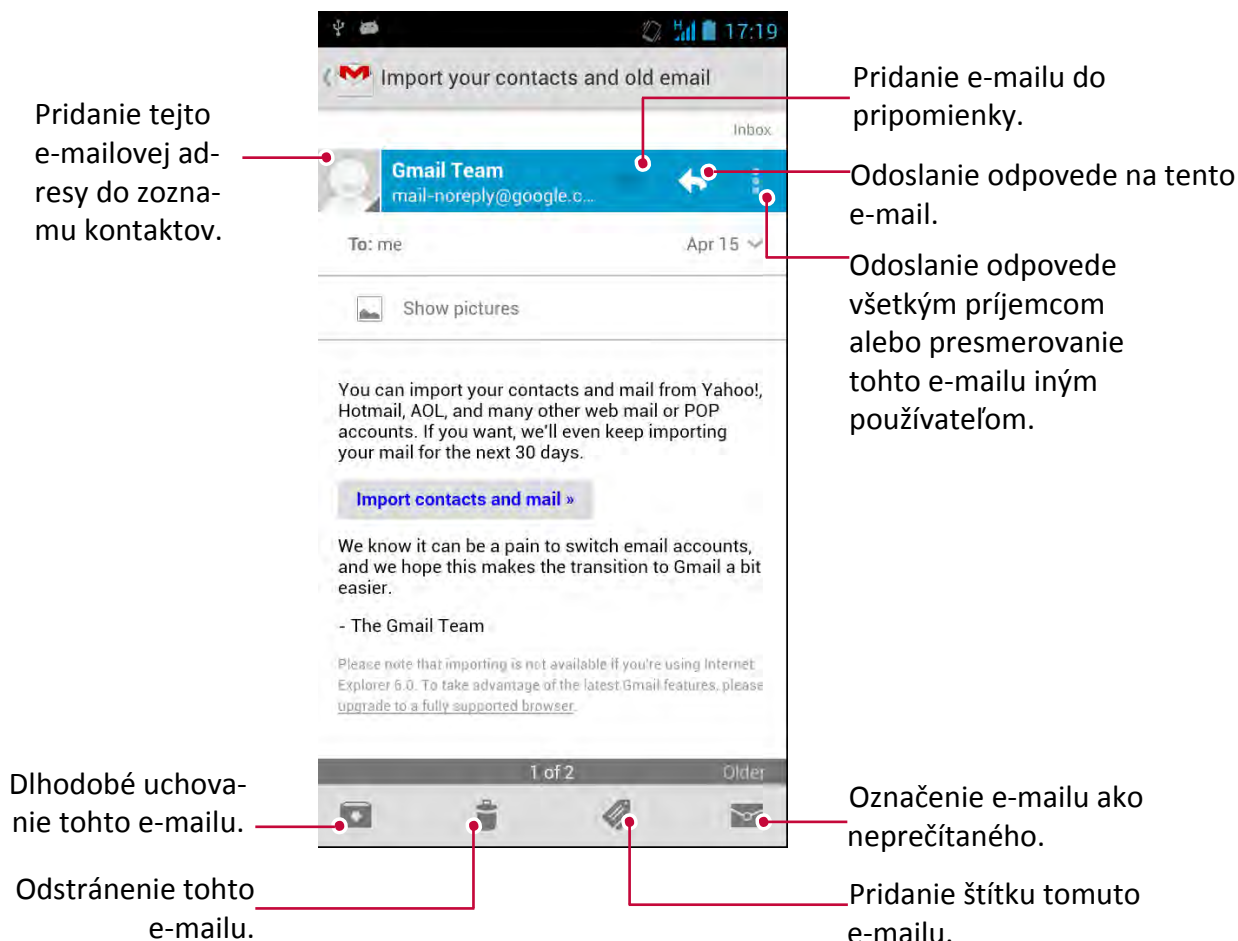 17:19
Import your contacts and old email
Inbox
Gmail Team
mail-noreply@google.c...
To: me
Apr 15
Show pictures
You can import your contacts and mail from Yahoo!,
Hotmail, AOL, and many other web mail or POP
accounts. If you want, we'll even keep importing
your mail for the next 30 days.
Import contacts and mail »
We know it can be a pain to switch email accounts,
and we hope this makes the transition to Gmail a bit
easier.
- The Gmail Team
Please note that importing is not available if you're using Internet
Explorer 6.0. To take advantage of the latest Gmail features, please
upgrade to a fully supported browser.
1 of 2
Older
Pridanie tejto
e-mailovej ad-
resy do zozna-
mu kontaktov.
Pridanie e-mailu do
pripomienky.
Odoslanie odpovede na tento
e-mail.
Odoslanie odpovede
všetkým príjemcom
alebo presmerovanie
tohto e-mailu iným
používateľom.
Dlhodobé uchova-
nie tohto e-mailu.
Odstránenie tohto
e-mailu.
Označenie e-mailu ako
neprečítaného.
Pridanie štítku tomuto
e-mailu.